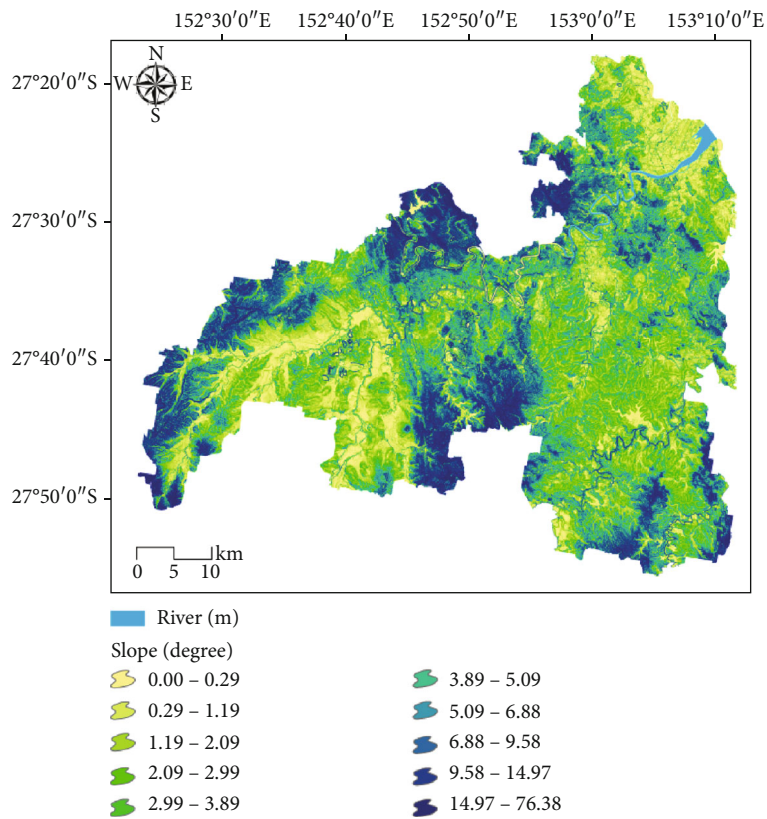 152°30′0″E 152°40′0″E 152°50′0″E 153°0′0″E 153°10′0″E
N
W E
S
27°20′0″S
27°30′0″S
27°40′0″S
27°50′0″S
km
0 5 10
River (m)
Slope (degree)
0.00 – 0.29
0.29 – 1.19
1.19 – 2.09
2.09 – 2.99
2.99 – 3.89
3.89 – 5.09
5.09 – 6.88
6.88 – 9.58
9.58 – 14.97
14.97 – 76.38